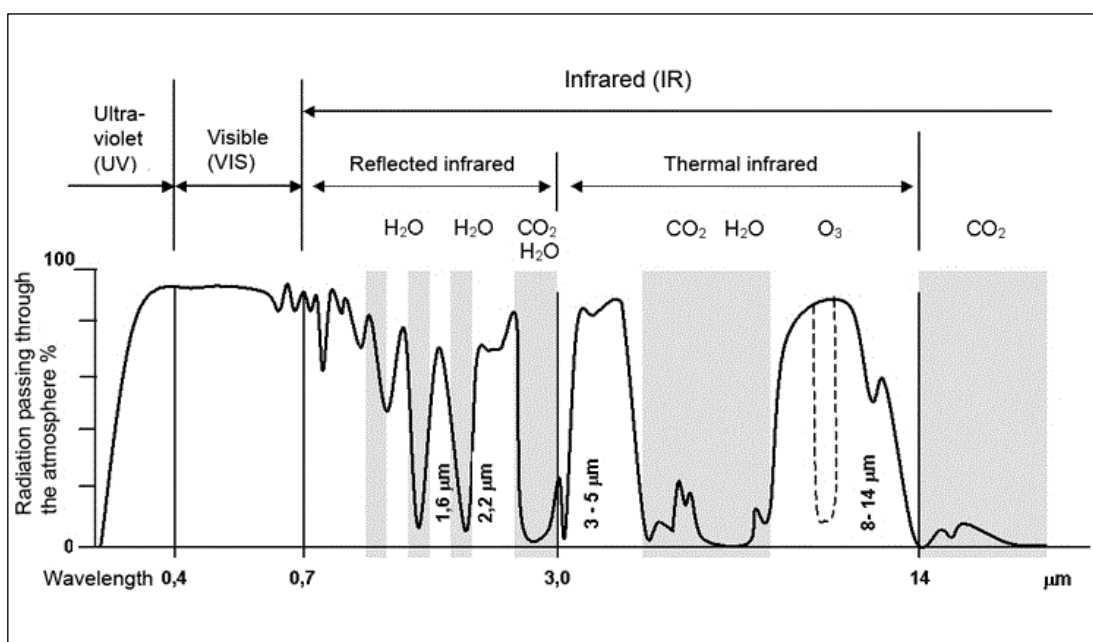 Infrared (IR)
Ultra-
violet
(UV)
Visible
(VIS)
Reflected infrared
Thermal infrared
H₂O
H₂O
CO₂
H₂O
CO₂
H₂O
O₃
CO₂
100
Radiation passing through
the atmosphere %
1,6 µm
2,2 µm
3 - 5 µm
8- 14 µm
0
Wavelength 0,4 0,7 3,0 14 µm